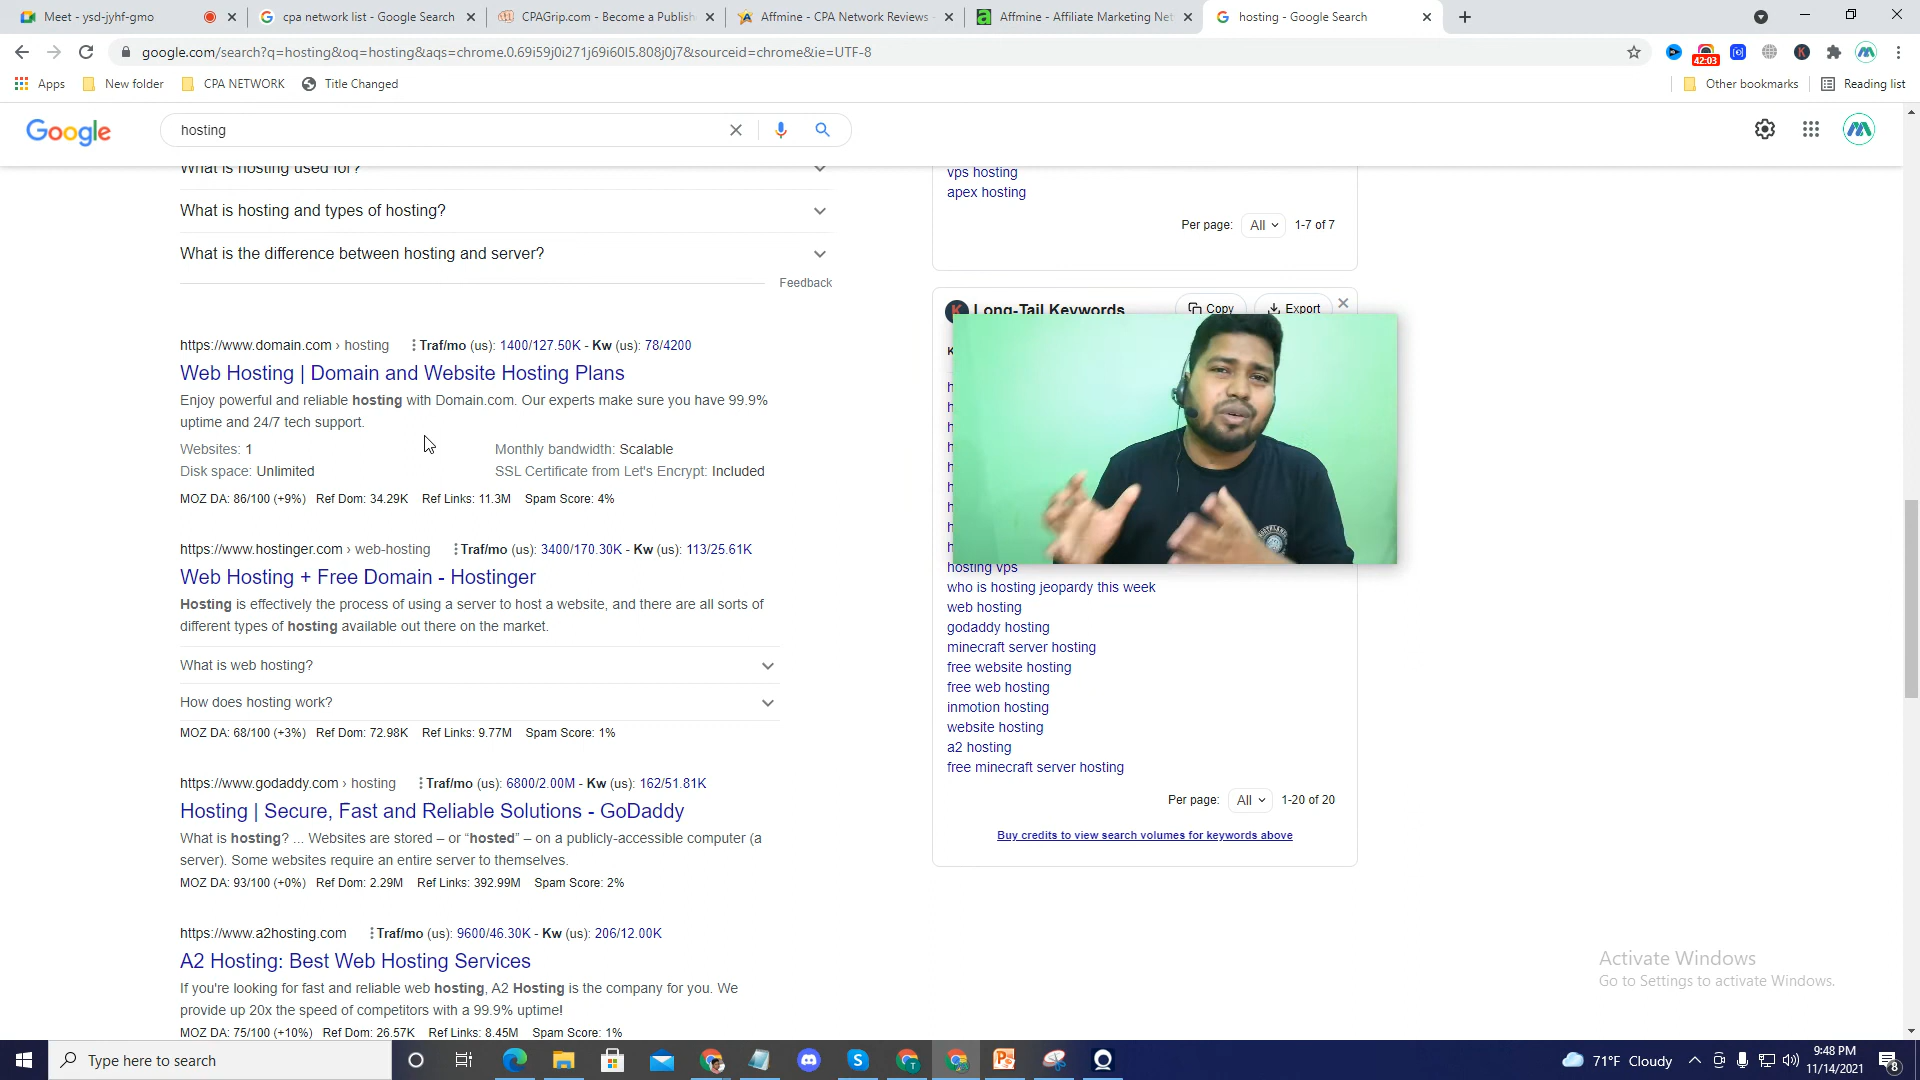 Meet - ysd-jyhf-gmo
cpa network list - Google Search
CPAGrip.com - Become a Publish
Affmine - CPA Network Reviews -
Affmine - Affiliate Marketing Net
hosting - Google Search
google.com/search?q=hosting&oq=hosting&aqs=chrome.0.69i59j0i271j69i60l5.808j0j7&sourceid=chrome&ie=UTF-8
42:03
Apps
New folder
CPA NETWORK
Title Changed
Other bookmarks
Reading list
Google
hosting
What is hosting used for?
What is hosting and types of hosting?
What is the difference between hosting and server?
Feedback
https://www.domain.com › hosting Traf/mo (us): 1400/127.50K - Kw (us): 78/4200
Web Hosting | Domain and Website Hosting Plans
Enjoy powerful and reliable hosting with Domain.com. Our experts make sure you have 99.9%
uptime and 24/7 tech support.
Websites: 1 Monthly bandwidth: Scalable
Disk space: Unlimited SSL Certificate from Let's Encrypt: Included
MOZ DA: 86/100 (+9%) Ref Dom: 34.29K Ref Links: 11.3M Spam Score: 4%
https://www.hostinger.com › web-hosting Traf/mo (us): 3400/170.30K - Kw (us): 113/25.61K
Web Hosting + Free Domain - Hostinger
Hosting is effectively the process of using a server to host a website, and there are all sorts of
different types of hosting available out there on the market.
What is web hosting?
How does hosting work?
MOZ DA: 68/100 (+3%) Ref Dom: 72.98K Ref Links: 9.77M Spam Score: 1%
https://www.godaddy.com › hosting Traf/mo (us): 6800/2.00M - Kw (us): 162/51.81K
Hosting | Secure, Fast and Reliable Solutions - GoDaddy
What is hosting? ... Websites are stored – or “hosted” – on a publicly-accessible computer (a
server). Some websites require an entire server to themselves.
MOZ DA: 93/100 (+0%) Ref Dom: 2.29M Ref Links: 392.99M Spam Score: 2%
https://www.a2hosting.com Traf/mo (us): 9600/46.30K - Kw (us): 206/12.00K
A2 Hosting: Best Web Hosting Services
If you're looking for fast and reliable web hosting, A2 Hosting is the company for you. We
provide up 20x the speed of competitors with a 99.9% uptime!
MOZ DA: 75/100 (+10%) Ref Dom: 26.57K Ref Links: 8.45M Spam Score: 1%
vps hosting
apex hosting
Per page: All 1-7 of 7
Long-Tail Keywords
Copy
Export
hosting vps
who is hosting jeopardy this week
web hosting
godaddy hosting
minecraft server hosting
free website hosting
free web hosting
inmotion hosting
website hosting
a2 hosting
free minecraft server hosting
Per page: All 1-20 of 20
Buy credits to view search volumes for keywords above
Activate Windows
Go to Settings to activate Windows.
Type here to search
71°F Cloudy
9:48 PM
11/14/2021
8